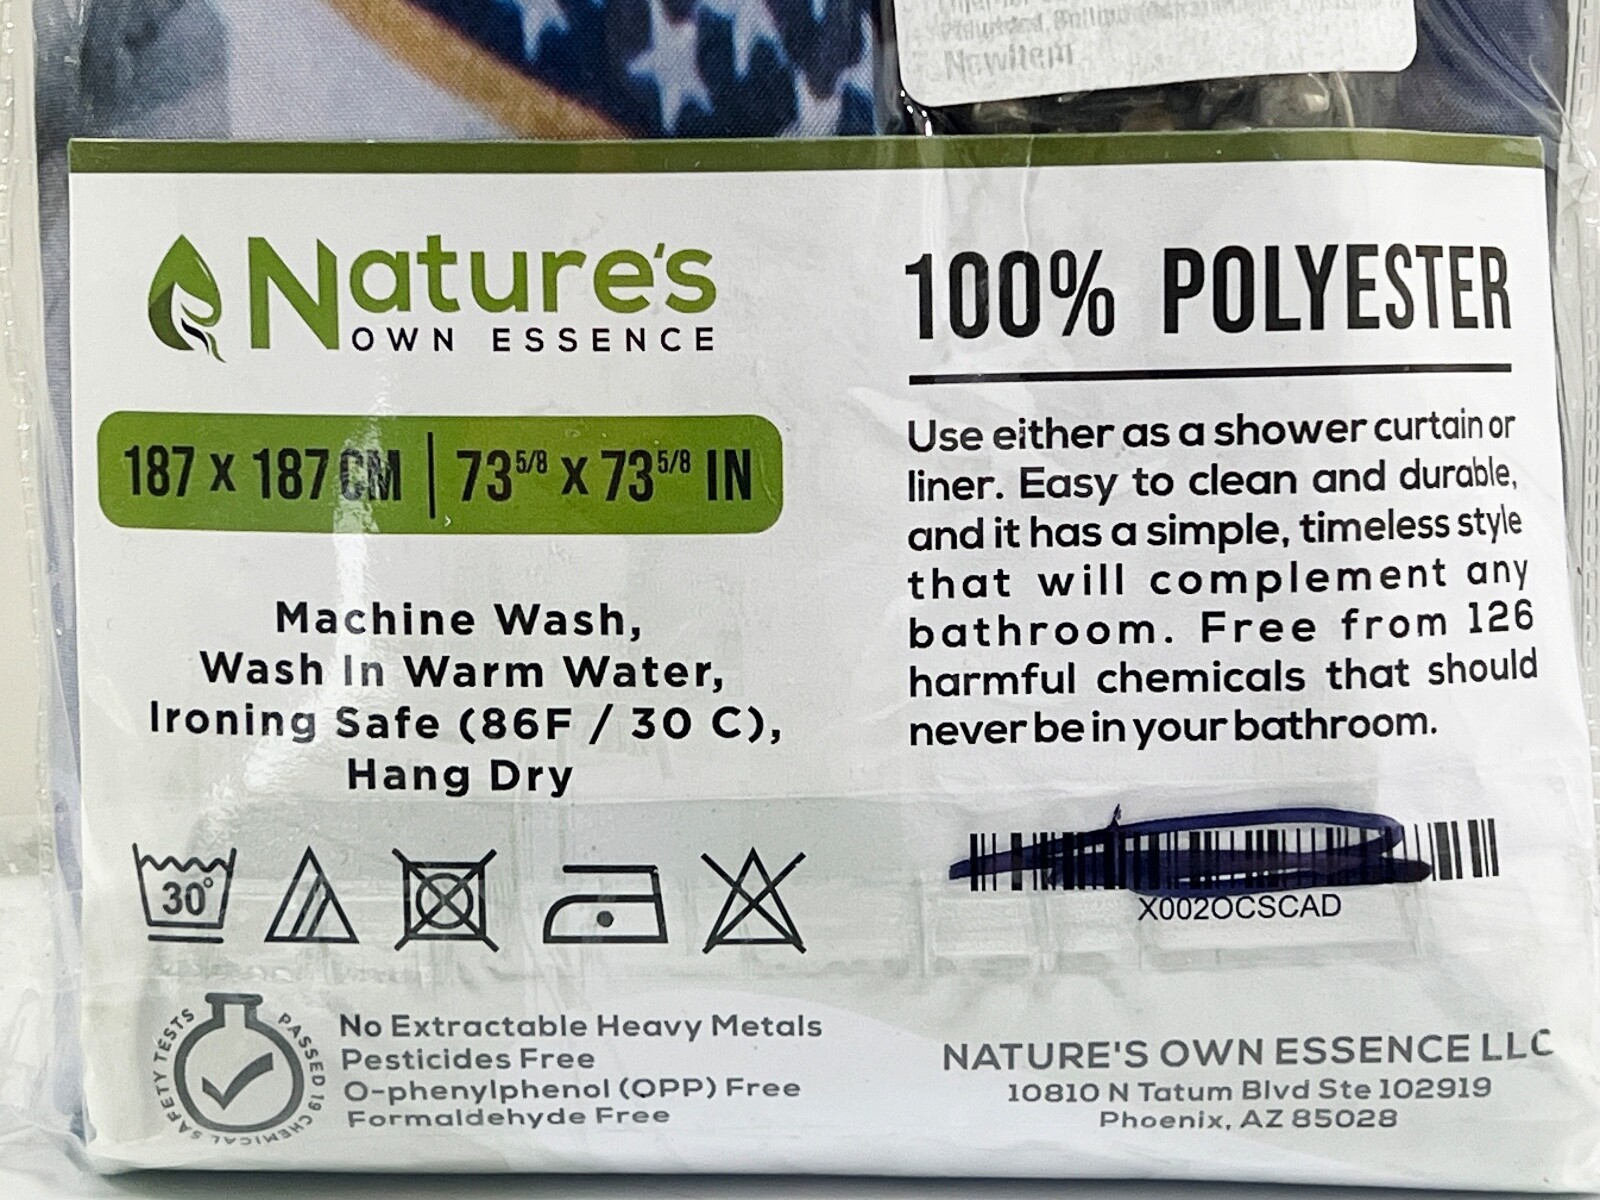 New Item
Nature's
OWN ESSENCE
187 x 187 CM | 73 5/8 x 73 5/8 IN
Machine Wash,
Wash In Warm Water,
Ironing Safe (86F / 30 C),
Hang Dry
30°
SAFETY TESTS
PASSED 19 CHEMICAL
No Extractable Heavy Metals
Pesticides Free
O-phenylphenol (OPP) Free
Formaldehyde Free
100% POLYESTER
Use either as a shower curtain or
liner. Easy to clean and durable,
and it has a simple, timeless style
that will complement any
bathroom. Free from 126
harmful chemicals that should
never be in your bathroom.
X002OCSCAD
NATURE'S OWN ESSENCE LLC
10810 N Tatum Blvd Ste 102919
Phoenix, AZ 85028